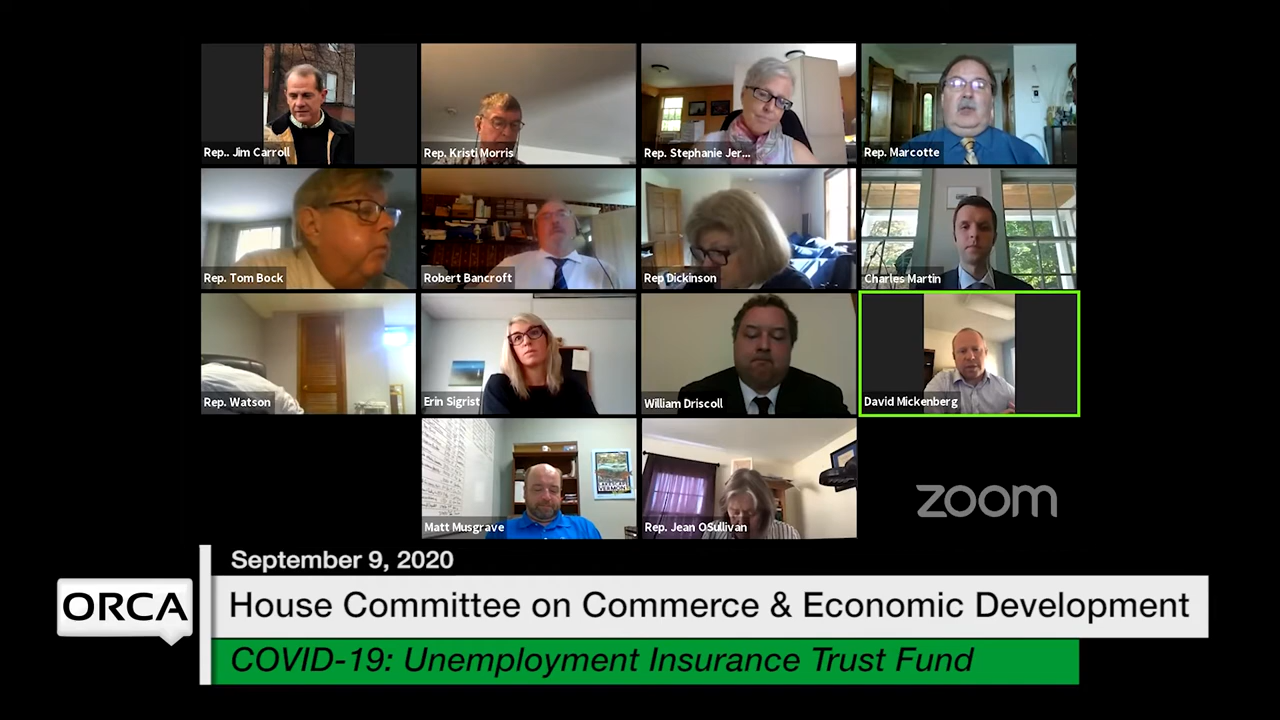 Rep.. Jim Carroll
Rep. Kristi Morris
Rep. Stephanie Jer...
Rep. Marcotte
Rep. Tom Bock
Robert Bancroft
Rep Dickinson
Charles Martin
Rep. Watson
Erin Sigrist
William Driscoll
David Mickenberg
Matt Musgrave
Rep. Jean OSullivan
zoom
September 9, 2020
ORCA
House Committee on Commerce & Economic Development
COVID-19: Unemployment Insurance Trust Fund